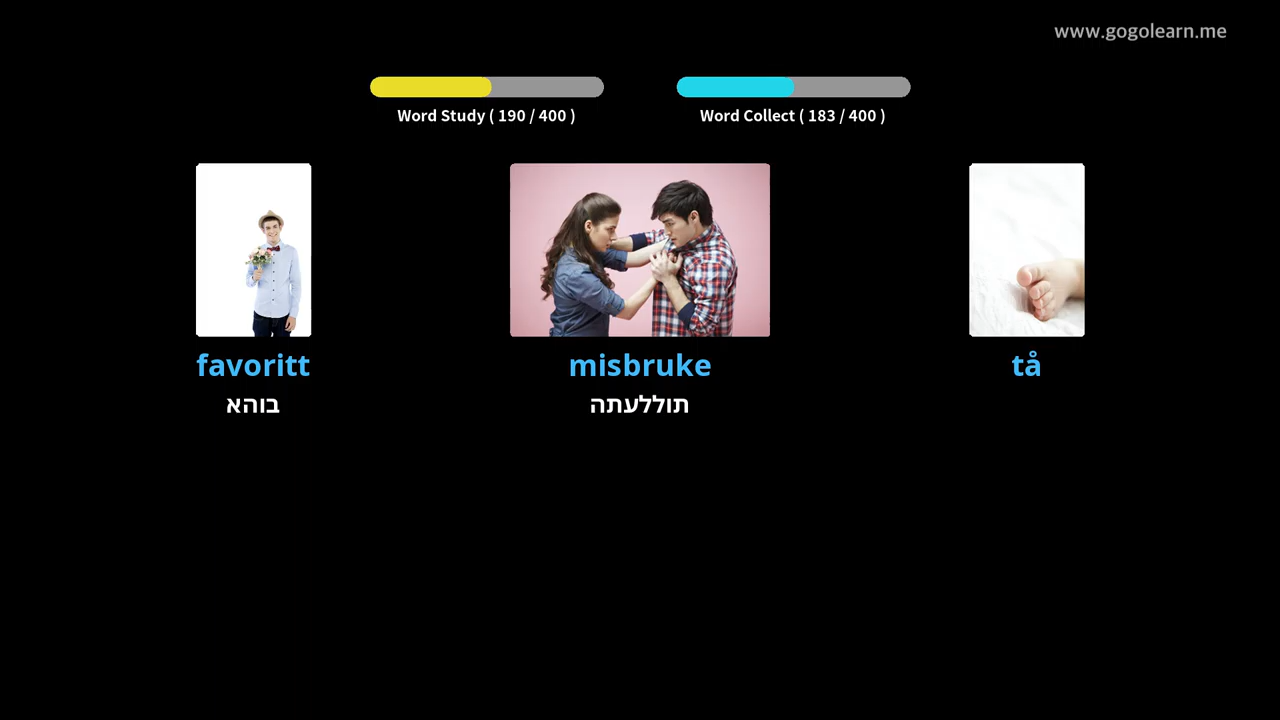 www.gogolearn.me
Word Study ( 190 / 400 )
Word Collect ( 183 / 400 )
favoritt
בוהא
misbruke
תוללעתה
tå